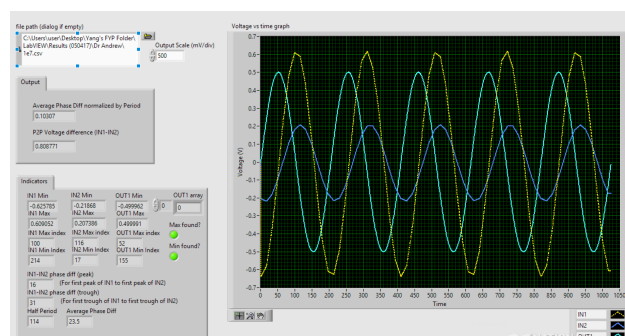 file path (dialog if empty)
C:\Users\user\Desktop\Yang's FYP Folder\
LabVIEW\Results (050417)\Dr Andrew\
1e7.csv
Output Scale (mV/div)
500
Output
Average Phase Diff normalized by Period
0.10307
P2P Voltage difference (IN1-IN2)
0.808771
Indicators
IN1 Min IN2 Min OUT1 Min OUT1 array
-0.625785 -0.21868 -0.499962 0 0
IN1 Max IN2 Max OUT1 Max
0.609052 0.207386 0.499991 Max found?
IN1 Max index IN2 Max index OUT1 Max index
100 116 52 Min found?
IN1 Min Index IN2 Min Index OUT1 Min Index
214 17 155
IN1-IN2 phase diff (peak)
16 (For first peak of IN1 to first peak of IN2)
IN1-IN2 phase diff (trough)
31 (For first trough of IN1 to first trough of IN2)
Half Period Average Phase Diff
114 23.5
Voltage vs time graph
0.7
0.6
0.5
0.4
0.3
0.2
0.1
0
-0.1
-0.2
-0.3
-0.4
-0.5
-0.6
-0.7
Voltage (V)
0 50 100 150 200 250 300 350 400 450 500 550 600 650 700 750 800 850 900 950 1000 1050
Time
IN1
IN2
OUT1